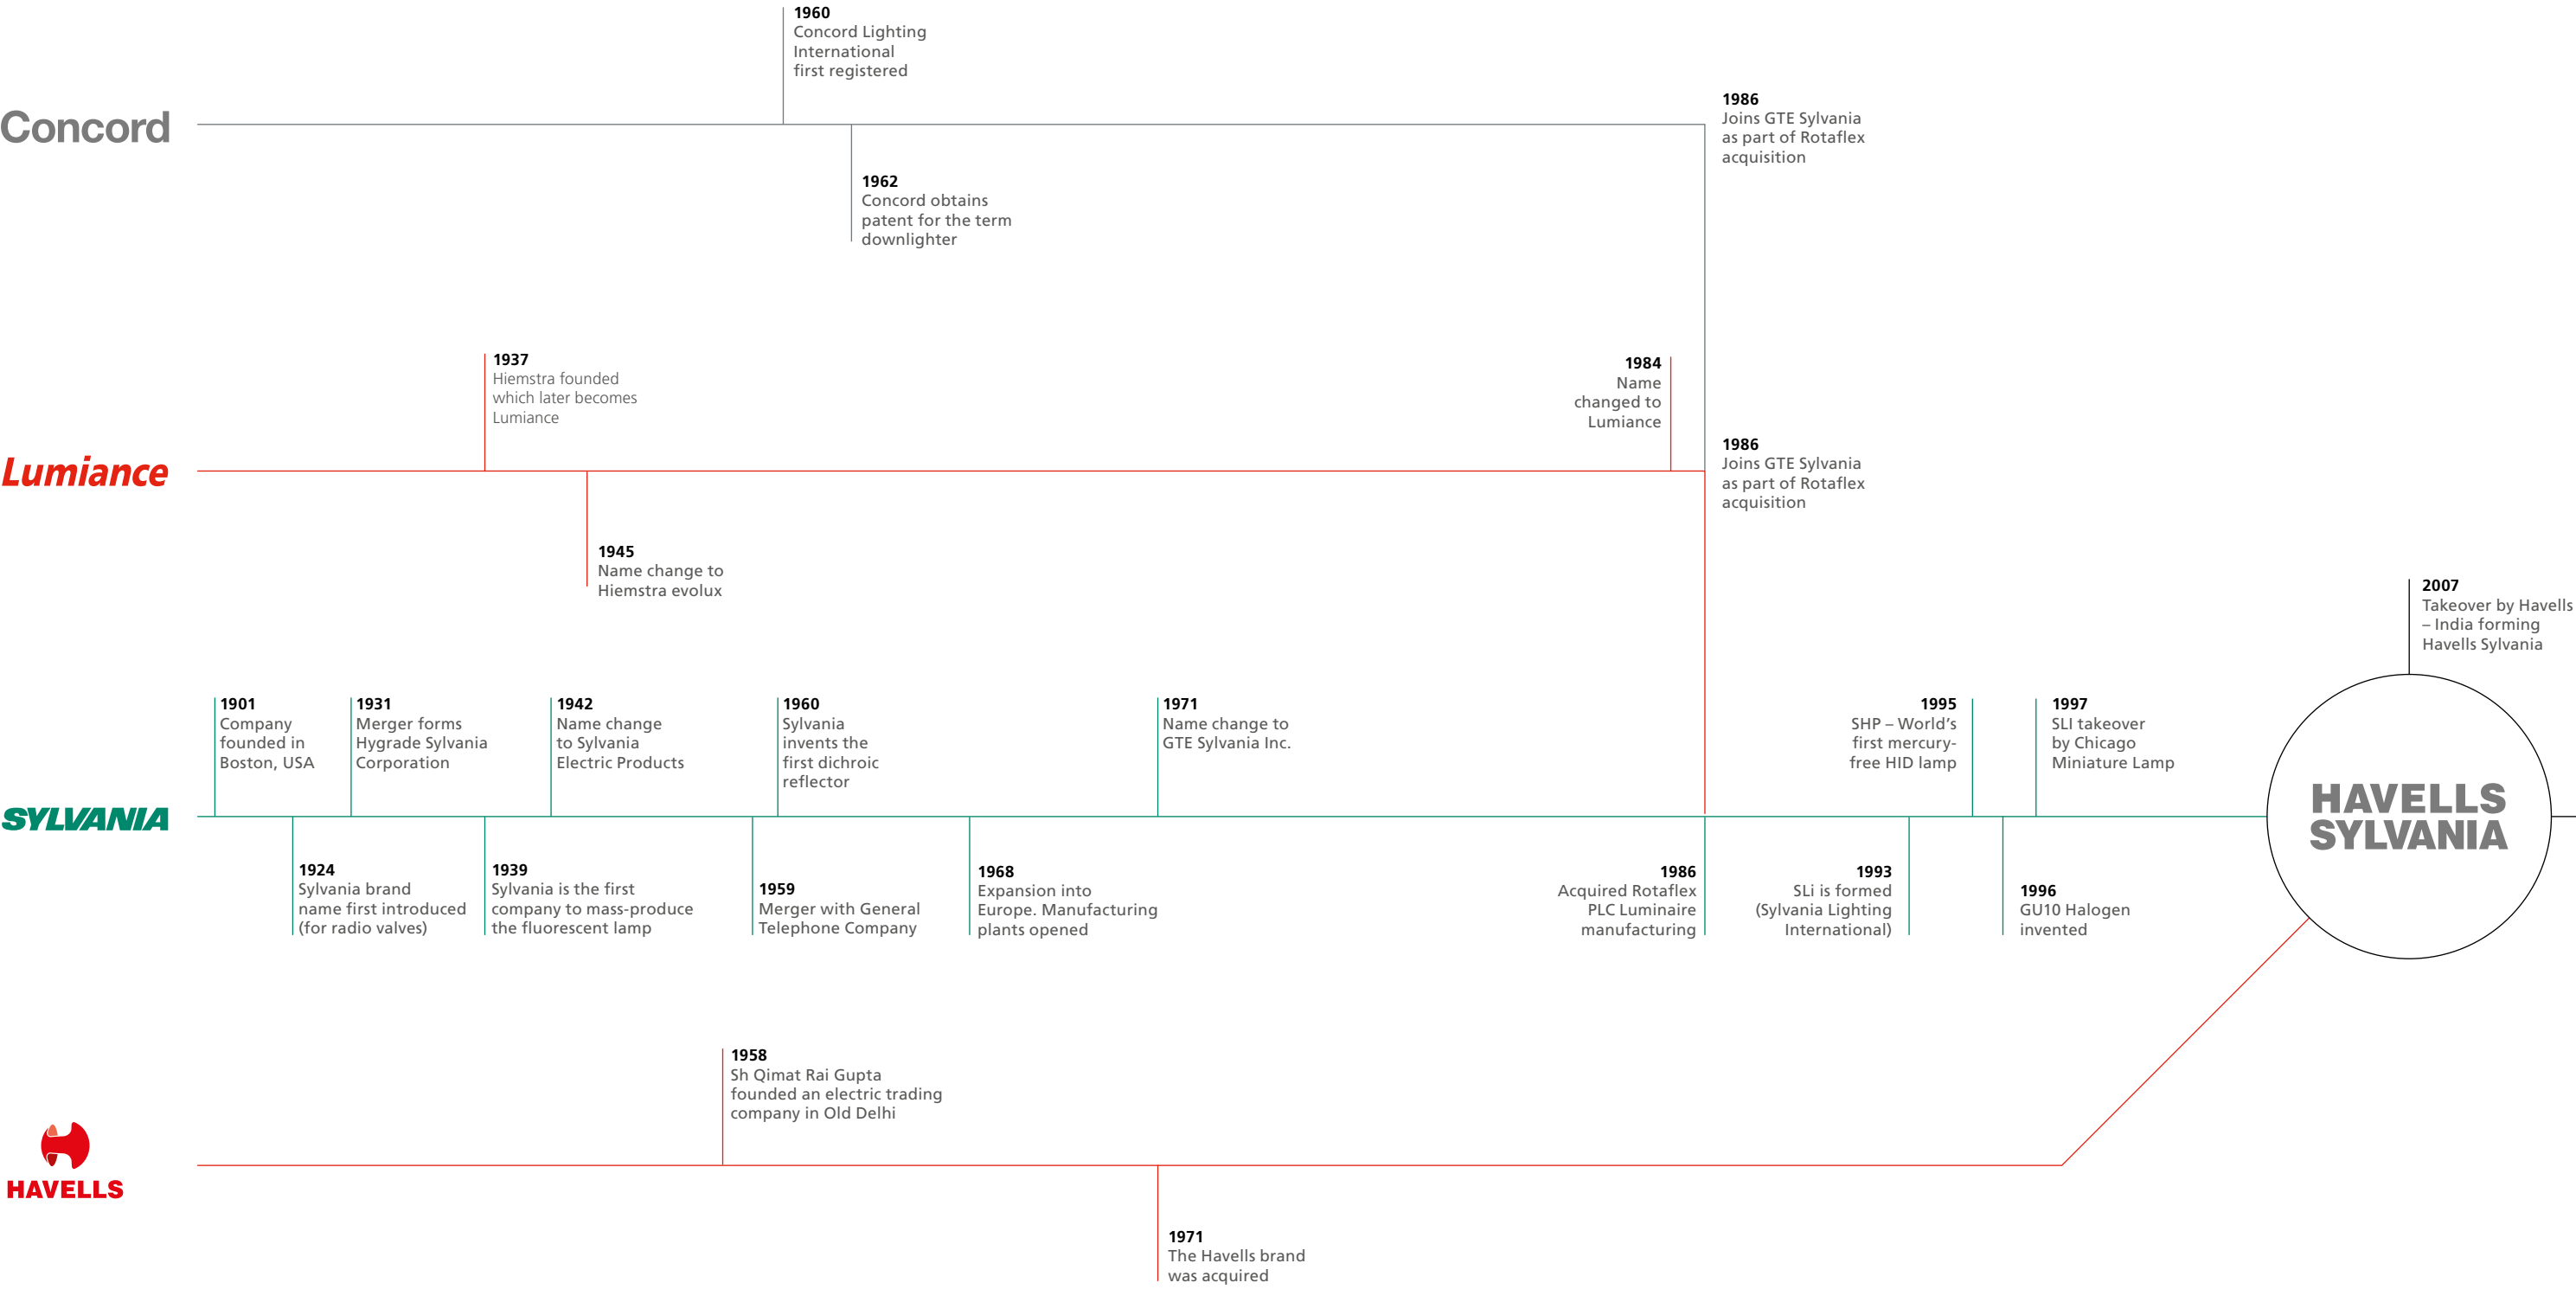 1960
Concord Lighting
International
first registered
Concord
1986
Joins GTE Sylvania
as part of Rotaflex
acquisition
1962
Concord obtains
patent for the term
downlighter
1937
Hiemstra founded
which later becomes
Lumiance
1984
Name
changed to
Lumiance
Lumiance
1986
Joins GTE Sylvania
as part of Rotaflex
acquisition
1945
Name change to
Hiemstra evolux
2007
Takeover by Havells
– India forming
Havells Sylvania
1901
Company
founded in
Boston, USA
1931
Merger forms
Hygrade Sylvania
Corporation
1942
Name change
to Sylvania
Electric Products
1960
Sylvania
invents the
first dichroic
reflector
1971
Name change to
GTE Sylvania Inc.
1995
SHP – World's
first mercury-
free HID lamp
1997
SLI takeover
by Chicago
Miniature Lamp
SYLVANIA
HAVELLS
SYLVANIA
1924
Sylvania brand
name first introduced
(for radio valves)
1939
Sylvania is the first
company to mass-produce
the fluorescent lamp
1959
Merger with General
Telephone Company
1968
Expansion into
Europe. Manufacturing
plants opened
1986
Acquired Rotaflex
PLC Luminaire
manufacturing
1993
SLi is formed
(Sylvania Lighting
International)
1996
GU10 Halogen
invented
1958
Sh Qimat Rai Gupta
founded an electric trading
company in Old Delhi
HAVELLS
1971
The Havells brand
was acquired